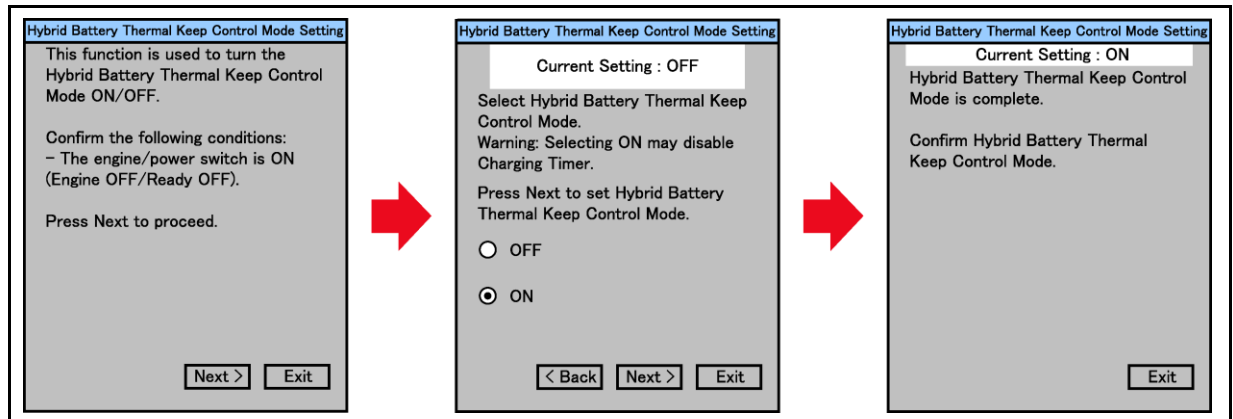 Hybrid Battery Thermal Keep Control Mode Setting
This function is used to turn the
Hybrid Battery Thermal Keep Control
Mode ON/OFF.
Confirm the following conditions:
- The engine/power switch is ON
(Engine OFF/Ready OFF).
Press Next to proceed.
Next > Exit
Hybrid Battery Thermal Keep Control Mode Setting
Current Setting : OFF
Select Hybrid Battery Thermal Keep
Control Mode.
Warning: Selecting ON may disable
Charging Timer.
Press Next to set Hybrid Battery
Thermal Keep Control Mode.
OFF
ON
< Back Next > Exit
Hybrid Battery Thermal Keep Control Mode Setting
Current Setting : ON
Hybrid Battery Thermal Keep Control
Mode is complete.
Confirm Hybrid Battery Thermal
Keep Control Mode.
Exit